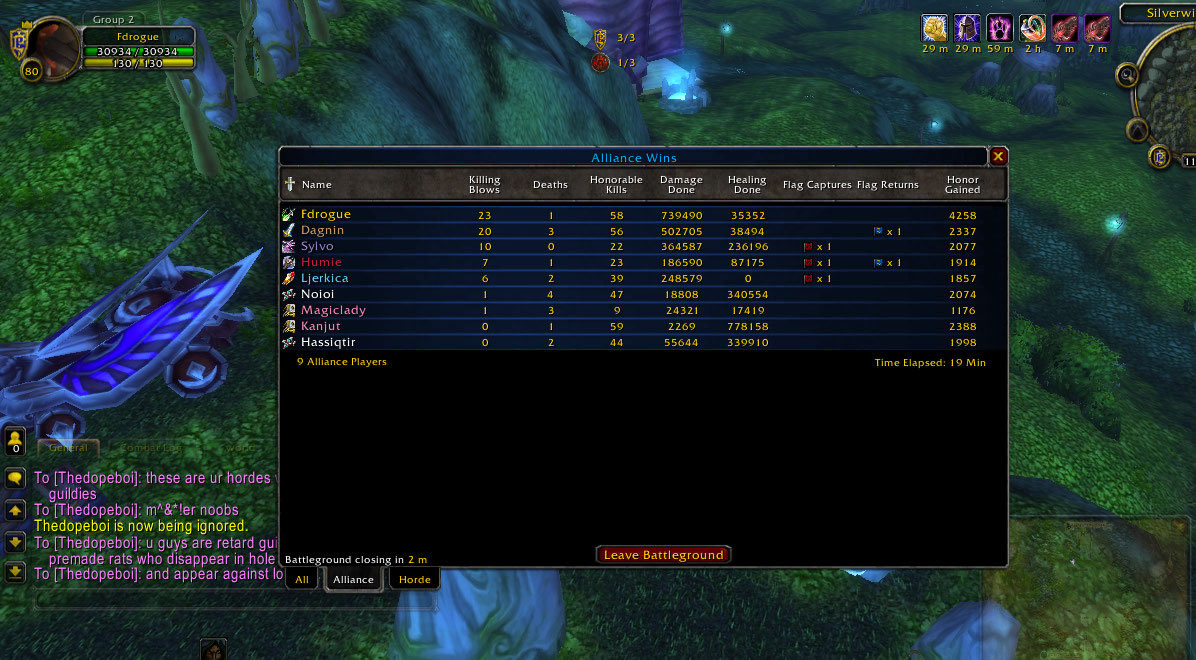 Group 2
Fdrogue
30934 / 30934
130 / 130
80
3/3
1/3
29 m 29 m 59 m 2 h 7 m 7 m
Silverwi
11
Alliance Wins
Name Killing Blows Deaths Honorable Kills Damage Done Healing Done Flag Captures Flag Returns Honor Gained
Fdrogue 23 1 58 739490 35352 4258
Dagnin 20 3 56 502705 38494 x 1 2337
Sylvo 10 0 22 364587 236196 x 1 2077
Humie 7 1 23 186590 87175 x 1 x 1 1914
Ljerkica 6 2 39 248579 0 x 1 1857
Noioi 1 4 47 18808 340554 2074
Magiclady 1 3 9 24321 17419 1176
Kanjut 0 1 59 2269 778158 2388
Hassiqtir 0 2 44 55644 339910 1998
9 Alliance Players Time Elapsed: 19 Min
0
General
To [Thedopeboi]: these are ur hordes
guildies
To [Thedopeboi]: m^&*!er noobs
Thedopeboi is now being ignored.
To [Thedopeboi]: u guys are retard gui
premade rats who disappear in hole
To [Thedopeboi]: and appear against lo
Battleground closing in 2 m
Leave Battleground
All Alliance Horde